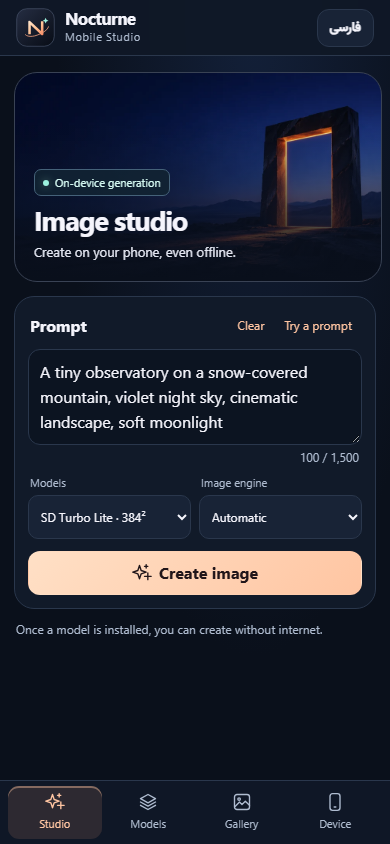 Nocturne
Mobile Studio
فارسی
On-device generation
Image studio
Create on your phone, even offline.
Prompt
Clear
Try a prompt
A tiny observatory on a snow-covered
mountain, violet night sky, cinematic
landscape, soft moonlight
100 / 1,500
Models
Image engine
SD Turbo Lite · 384²
Automatic
Create image
Once a model is installed, you can create without internet.
Studio
Models
Gallery
Device